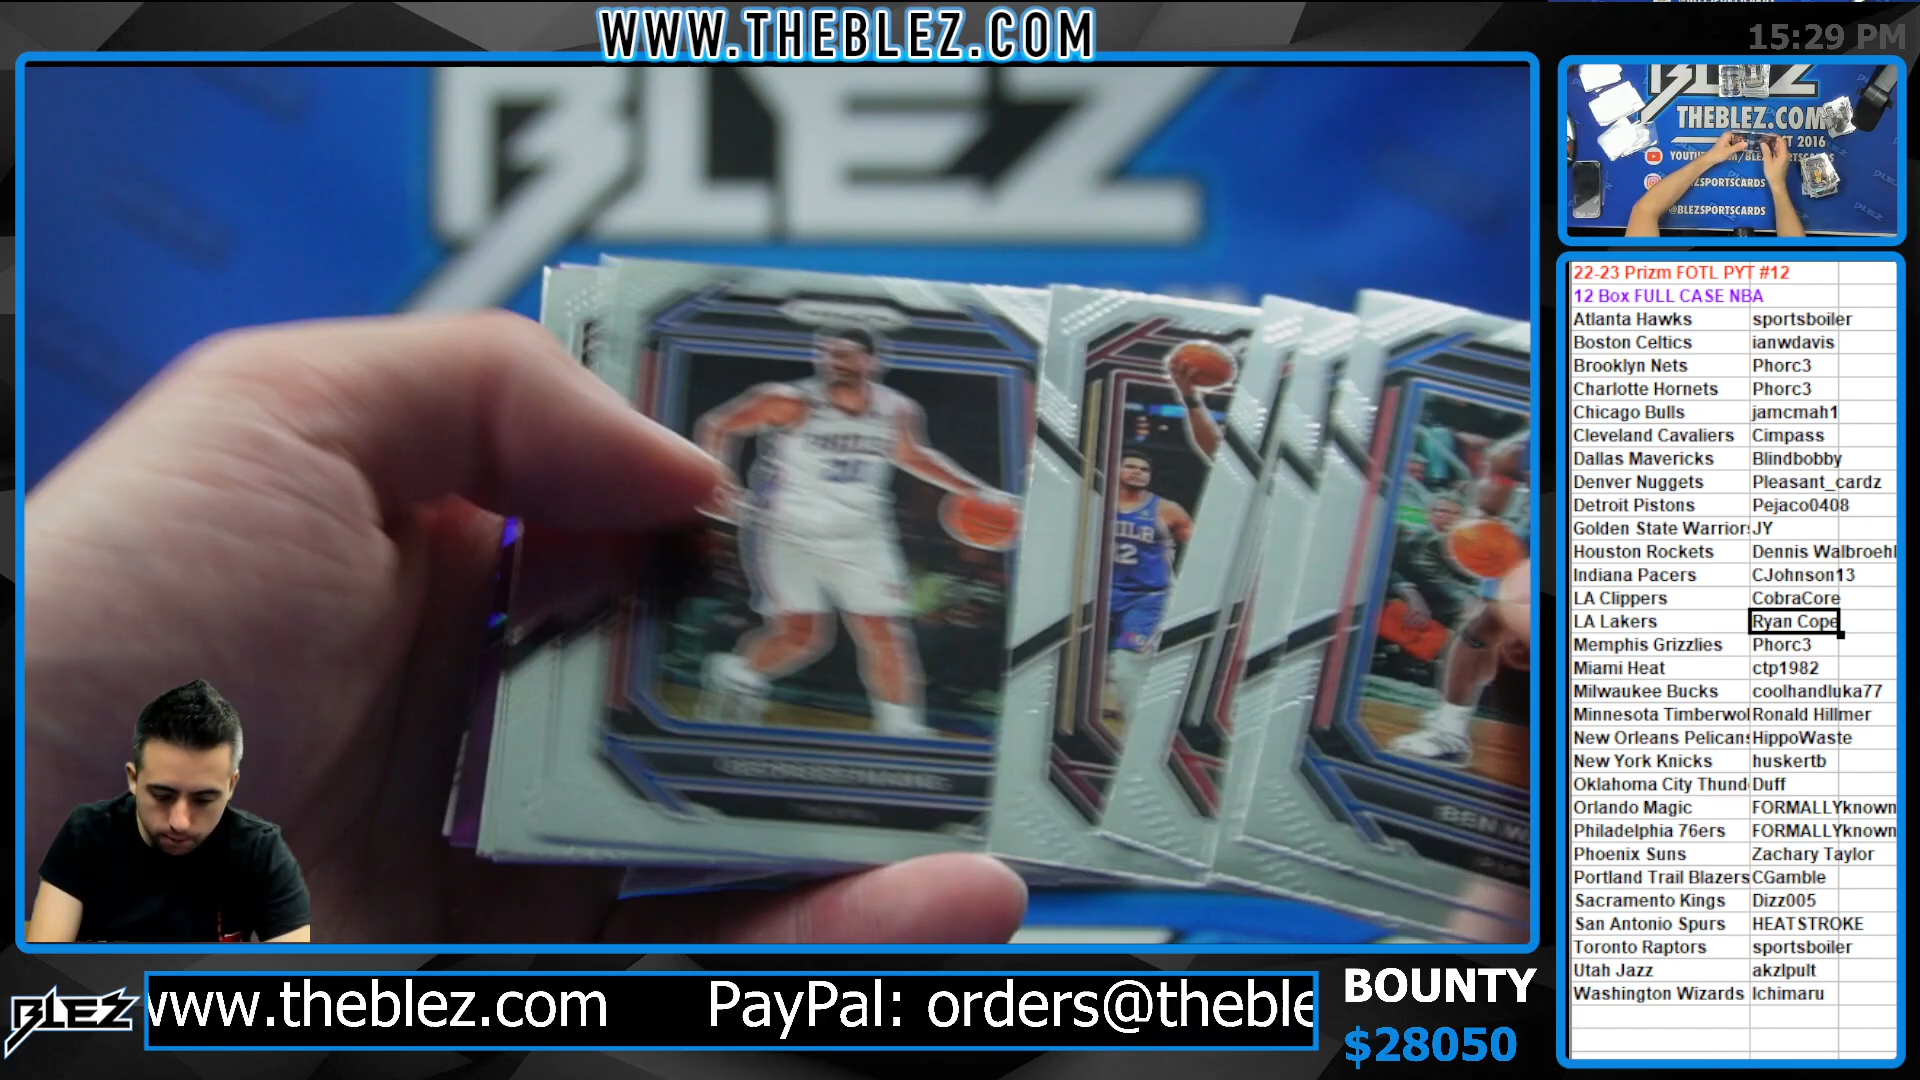 WWW.THEBLEZ.COM
15:29 PM
BLEZ
THEBLEZ.COM
2016
@BLEZSPORTSCARDS
22-23 Prizm FOTL PYT #12
12 Box FULL CASE NBA
Atlanta Hawks sportsboiler
Boston Celtics ianwdavis
Brooklyn Nets Phorc3
Charlotte Hornets Phorc3
Chicago Bulls jamcmah1
Cleveland Cavaliers Cimpass
Dallas Mavericks Blindbobby
Denver Nuggets Pleasant_cardz
Detroit Pistons Pejaco0408
Golden State Warrior JY
Houston Rockets Dennis Walbroehl
Indiana Pacers CJohnson13
LA Clippers CobraCore
LA Lakers Ryan Cope
Memphis Grizzlies Phorc3
Miami Heat ctp1982
Milwaukee Bucks coolhandluka77
Minnesota Timberwol Ronald Hillmer
New Orleans Pelicans HippoWaste
New York Knicks huskertb
Oklahoma City Thund Duff
Orlando Magic FORMALLYknown
Philadelphia 76ers FORMALLYknown
Phoenix Suns Zachary Taylor
Portland Trail Blazers CGamble
Sacramento Kings Dizz005
San Antonio Spurs HEATSTROKE
Toronto Raptors sportsboiler
Utah Jazz akzlpult
Washington Wizards Ichimaru
BEN W
BLEZ
www.theblez.com PayPal: orders@theble
BOUNTY
$28050